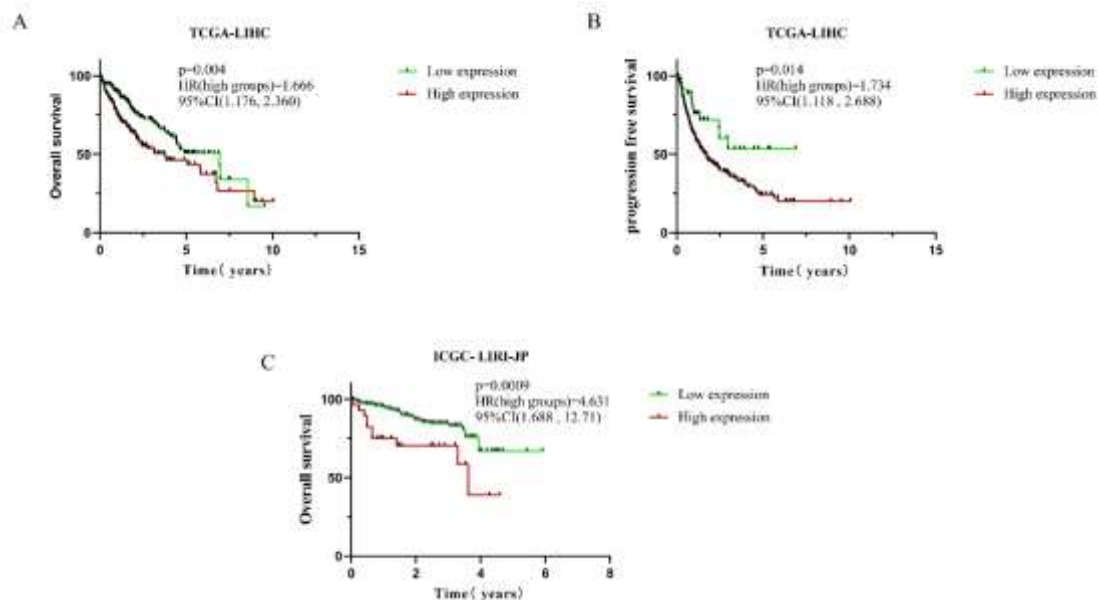 A
TCGA-LIHC
p=0.004
HR(high groups)=1.666
95%CI(1.176, 2.360)
Low expression
High expression
Overall survival
100
50
0
0 5 10 15
Time( years)
B
TCGA-LIHC
p=0.014
HR(high groups)=1.734
95%CI(1.118 , 2.688)
Low expression
High expression
progression free survival
100
50
0
0 5 10 15
Time( years)
C
ICGC- LIRI-JP
p=0.0009
HR(high groups)=4.631
95%CI(1.688 , 12.71)
Low expression
High expression
Overall survival
100
50
0
0 2 4 6 8
Time( years)